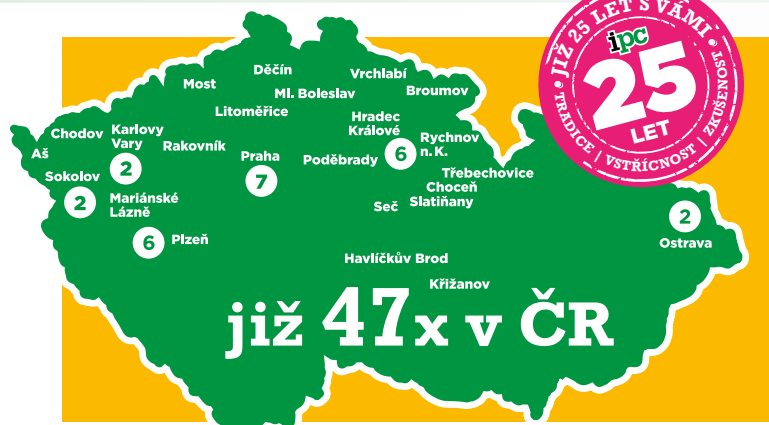 • JIŽ 25 LET S VÁMI •
ipc
25
LET
TRADICE | VSTŘÍCNOST | ZKUŠENOST
Děčín
Vrchlabí
Most
Ml. Boleslav
Broumov
Litoměřice
Hradec
Králové
6
Rychnov
n. K.
Chodov
Karlovy
Vary
2
Rakovník
Aš
Praha
7
Poděbrady
Třebechovice
Sokolov
2
Choceň
Mariánské
Lázně
Seč
Slatiňany
6
Plzeň
2
Ostrava
Havlíčkův Brod
Křižanov
již 47x v ČR